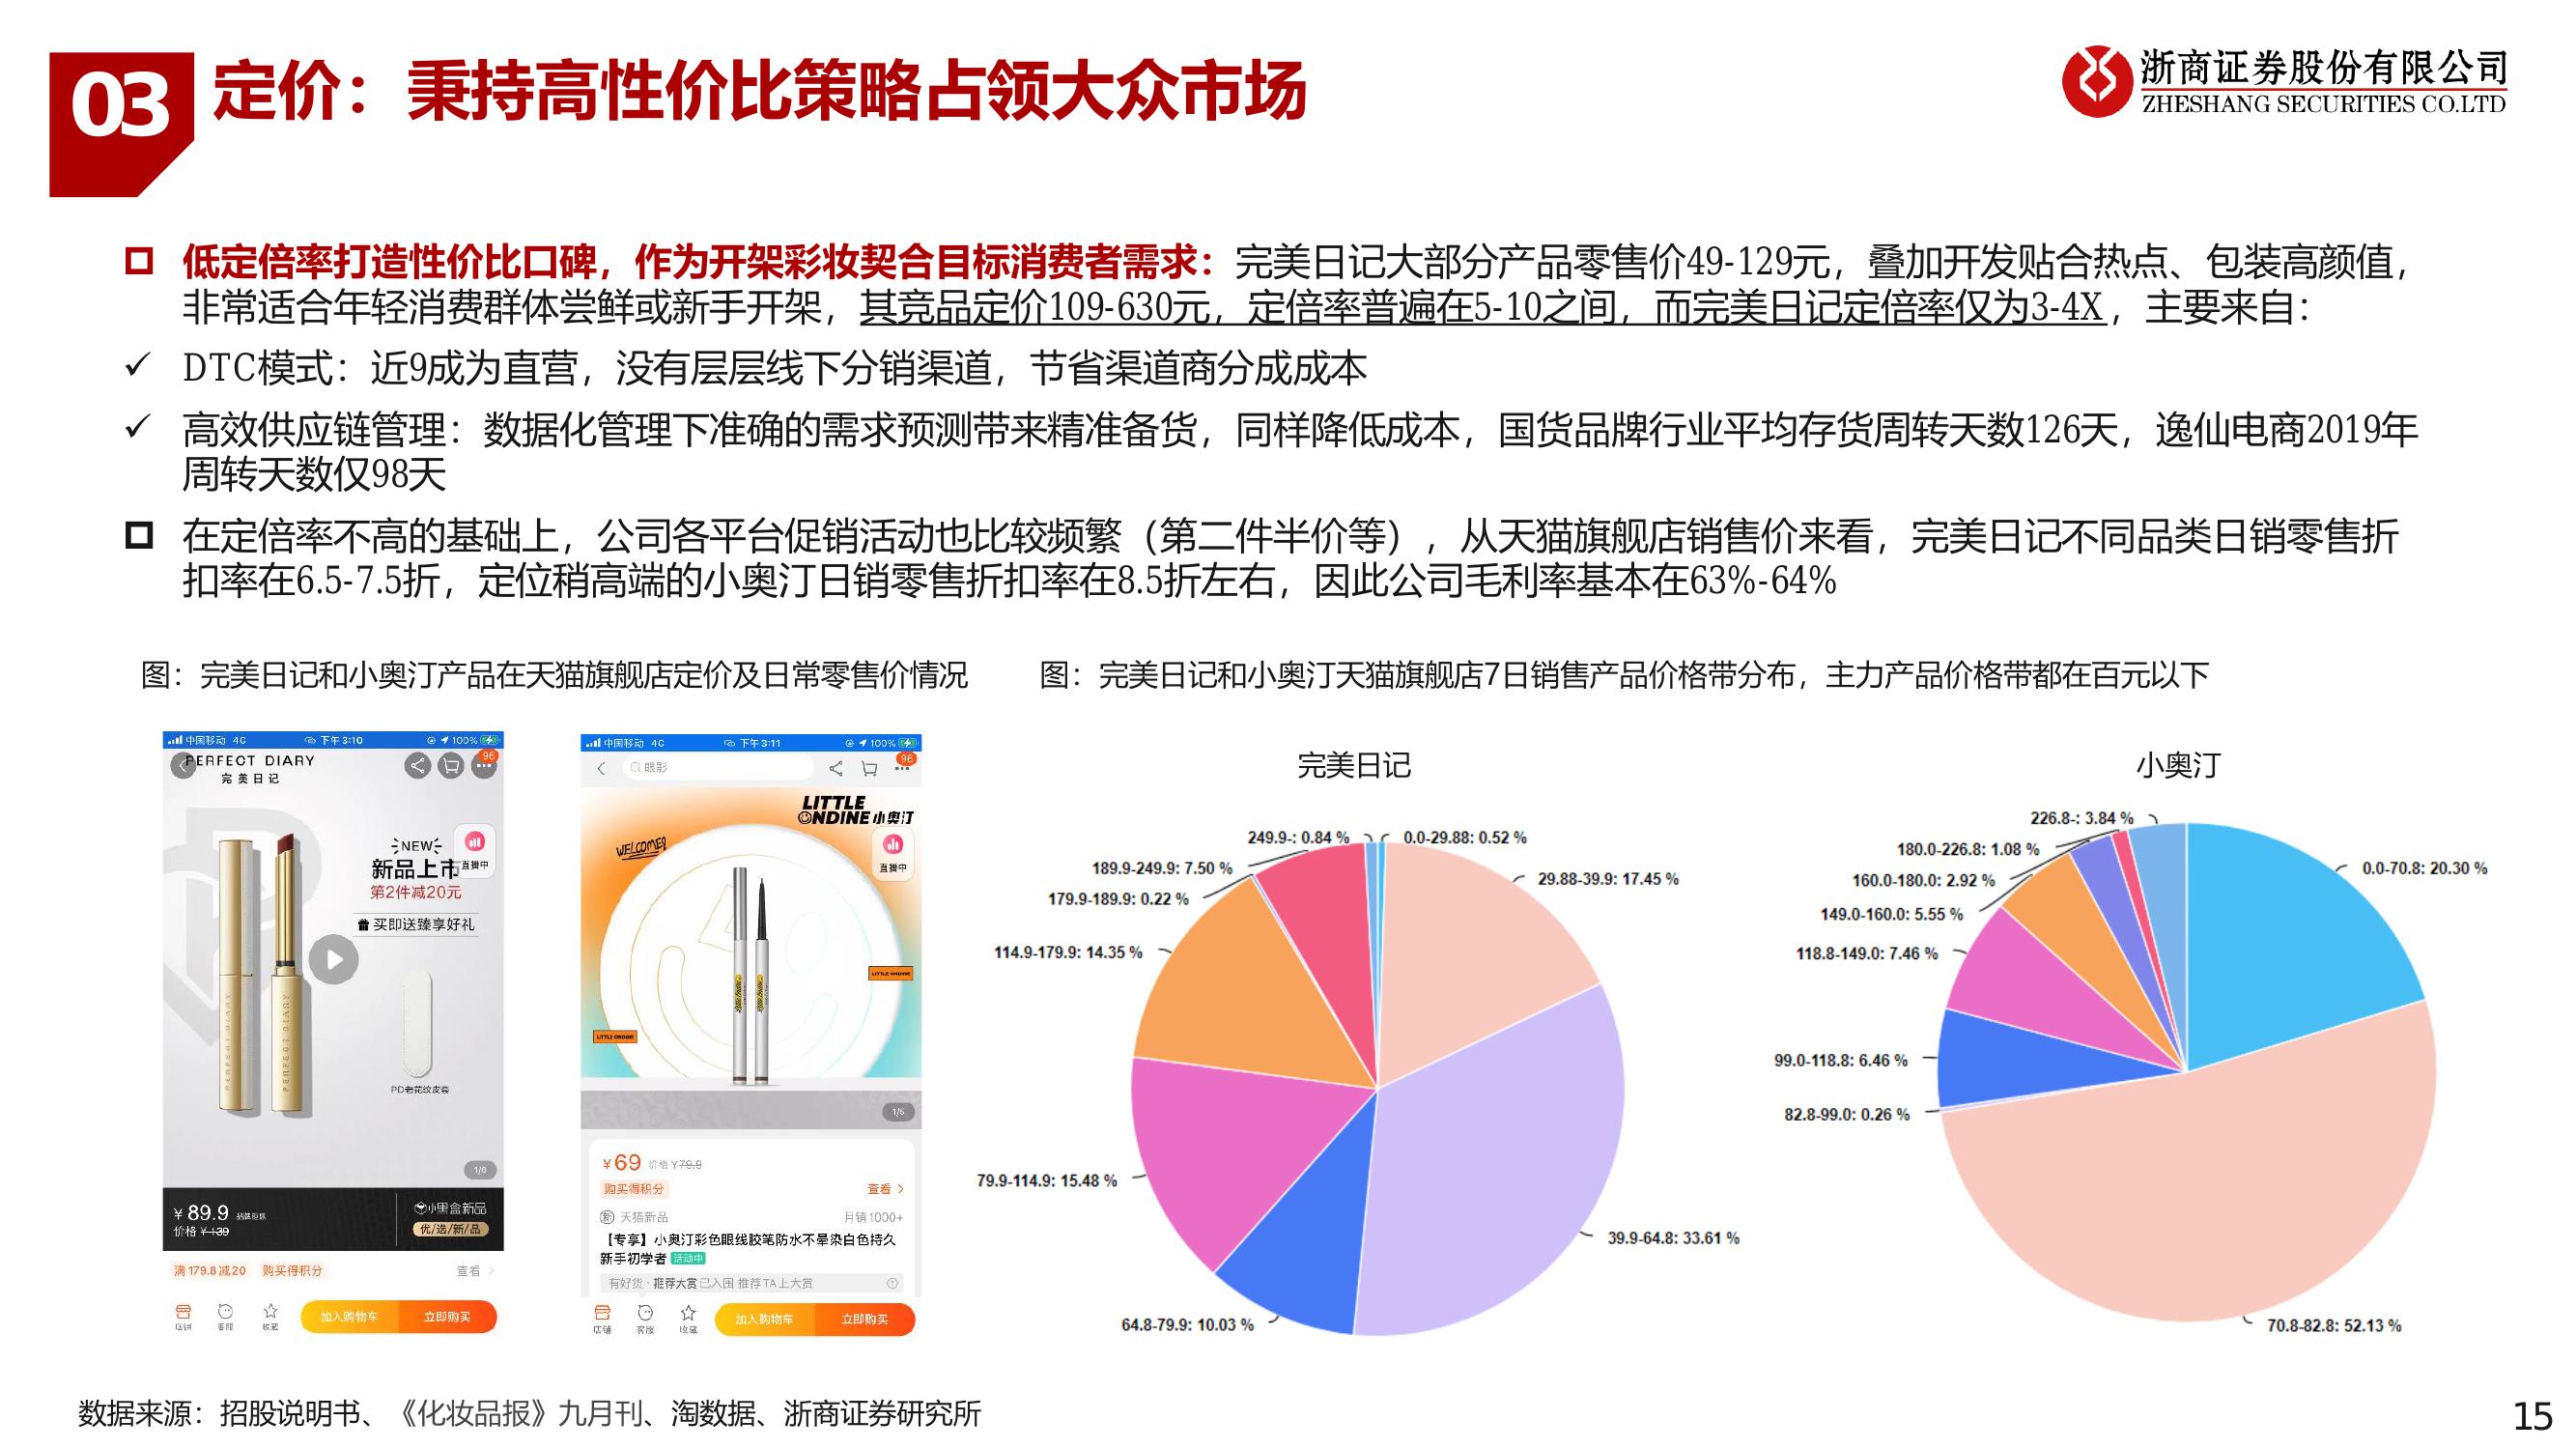 03
定价：秉持高性价比策略占领大众市场
浙商证券股份有限公司
ZHESHANG SECURITIES CO.LTD
低定倍率打造性价比口碑，作为开架彩妆契合目标消费者需求：完美日记大部分产品零售价49-129元，叠加开发贴合热点、包装高颜值，
非常适合年轻消费群体尝鲜或新手开架，其竞品定价109-630元，定倍率普遍在5-10之间，而完美日记定倍率仅为3-4X，主要来自：
✓ DTC模式：近9成为直营，没有层层线下分销渠道，节省渠道商分成成本
✓ 高效供应链管理：数据化管理下准确的需求预测带来精准备货，同样降低成本，国货品牌行业平均存货周转天数126天，逸仙电商2019年
周转天数仅98天
在定倍率不高的基础上，公司各平台促销活动也比较频繁（第二件半价等），从天猫旗舰店销售价来看，完美日记不同品类日销零售折
扣率在6.5-7.5折，定位稍高端的小奥汀日销零售折扣率在8.5折左右，因此公司毛利率基本在63%-64%
图：完美日记和小奥汀产品在天猫旗舰店定价及日常零售价情况
图：完美日记和小奥汀天猫旗舰店7日销售产品价格带分布，主力产品价格带都在百元以下
中国移动 4G 下午3:10 100%
96
PERFECT DIARY
完美日记
NEW
新品上市
直播中
第2件减20元
买即送臻享好礼
PERFECT DIARY
PERFECT DIARY
PD老花纹皮套
1/6
¥89.9
小黑盒新品
价格 ¥139
优/选/新/品
满179.8减20 购买得积分 查看 >
店铺 客服 收藏 加入购物车 立即购买
中国移动 4G 下午3:11 100%
96
眼影
LITTLE
ONDINE 小奥汀
WELCOME
直播中
LITTLE ONDINE
LITTLE ONDINE
1/6
¥69 价格 ¥79.9
购买得积分 查看 >
天猫新品 月销 1000+
【专享】小奥汀彩色眼线胶笔防水不晕染白色持久
新手初学者 活动中
有好货·推荐大赏 已入围 推荐TA上大赏
店铺 客服 收藏 加入购物车 立即购买
完美日记
249.9-: 0.84 %
0.0-29.88: 0.52 %
189.9-249.9: 7.50 %
29.88-39.9: 17.45 %
179.9-189.9: 0.22 %
114.9-179.9: 14.35 %
79.9-114.9: 15.48 %
39.9-64.8: 33.61 %
64.8-79.9: 10.03 %
小奥汀
226.8-: 3.84 %
180.0-226.8: 1.08 %
0.0-70.8: 20.30 %
160.0-180.0: 2.92 %
149.0-160.0: 5.55 %
118.8-149.0: 7.46 %
99.0-118.8: 6.46 %
82.8-99.0: 0.26 %
70.8-82.8: 52.13 %
数据来源：招股说明书、《化妆品报》九月刊、淘数据、浙商证券研究所
15